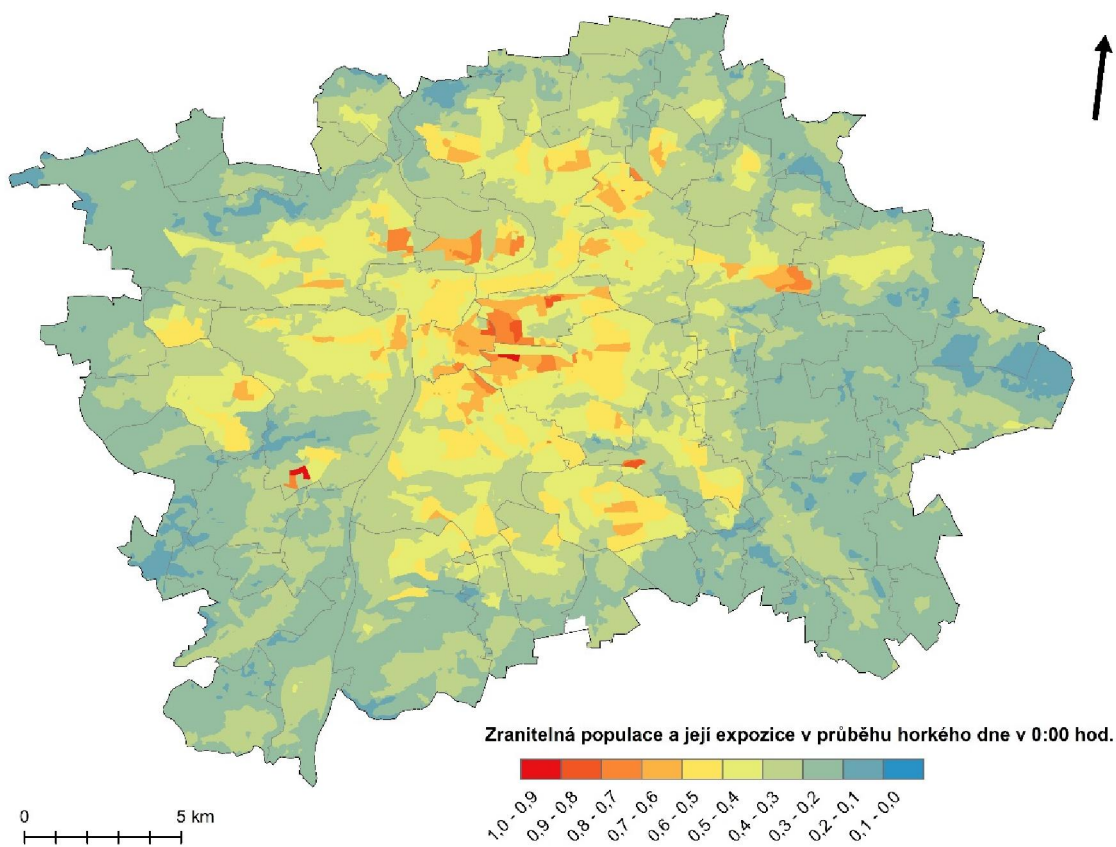 Zranitelná populace a její expozice v průběhu horkého dne v 0:00 hod.
1,0 - 0,9
0,9 - 0,8
0,8 - 0,7
0,7 - 0,6
0,6 - 0,5
0,5 - 0,4
0,4 - 0,3
0,3 - 0,2
0,2 - 0,1
0,1 - 0,0
0 5 km